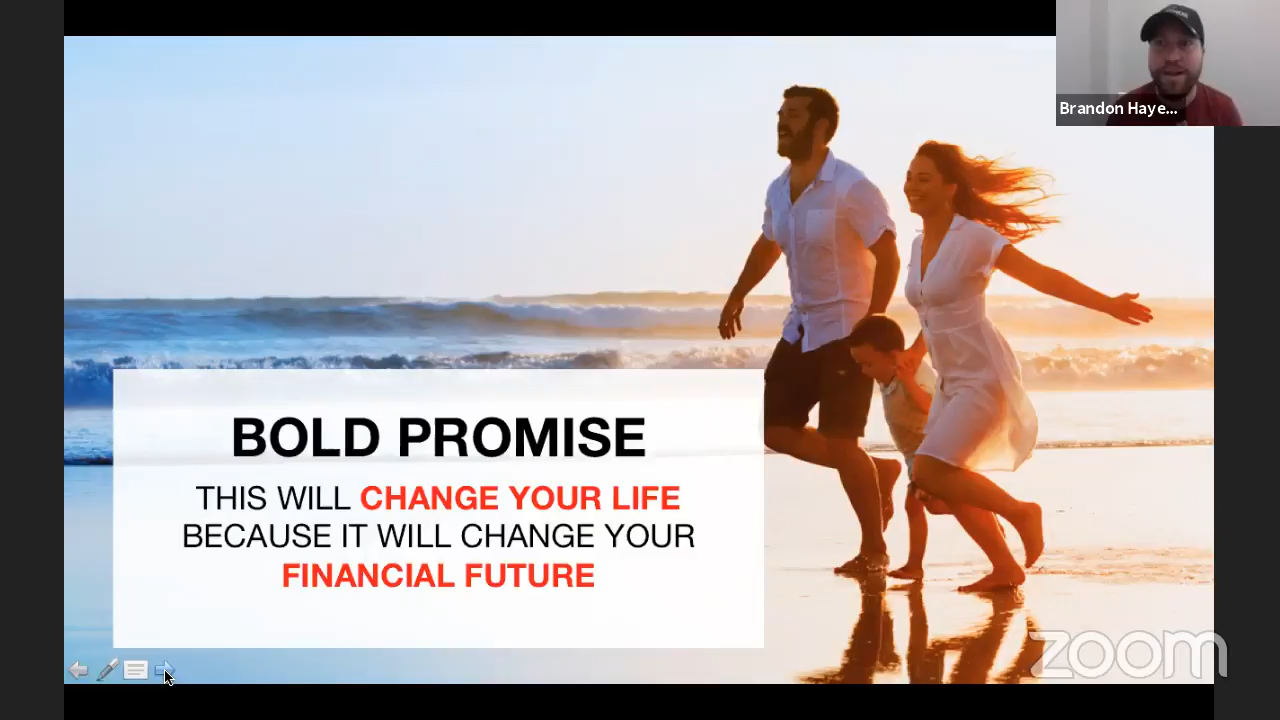 Brandon Haye...
BOLD PROMISE
THIS WILL CHANGE YOUR LIFE
BECAUSE IT WILL CHANGE YOUR
FINANCIAL FUTURE
zoom